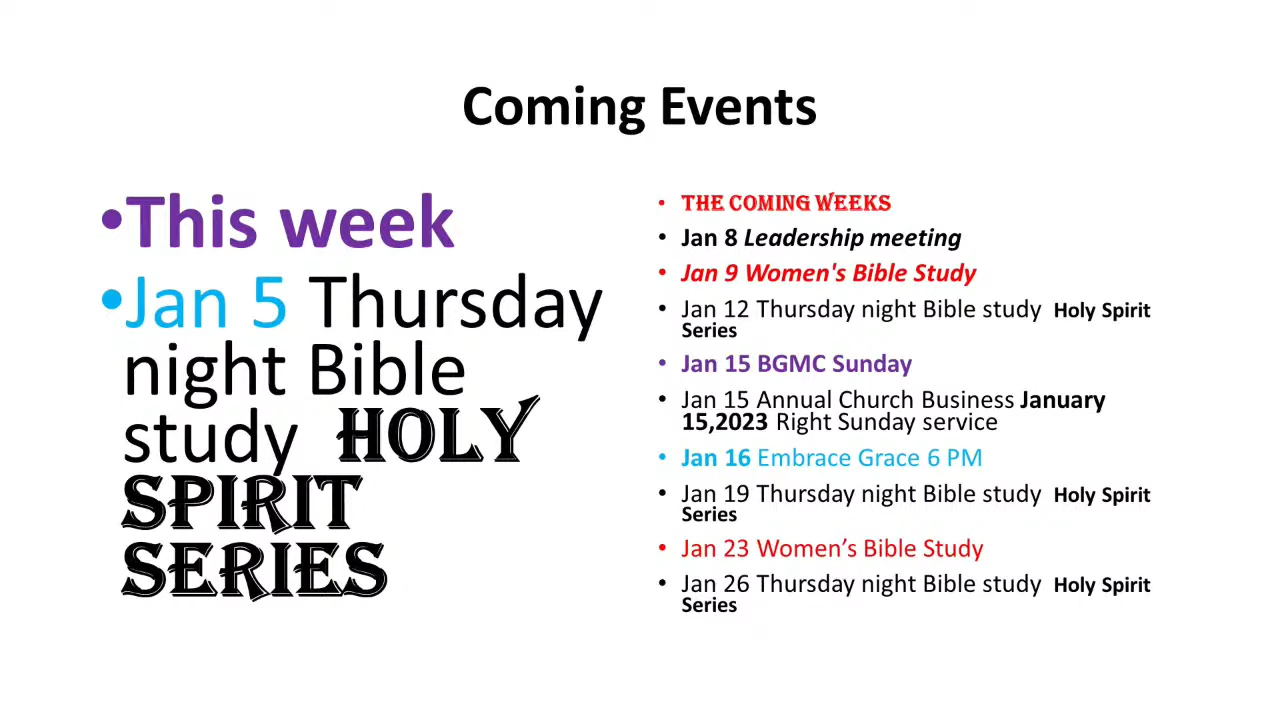 Coming Events
•This week
•Jan 5 Thursday
night Bible
study HOLY
SPIRIT
SERIES
• THE COMING WEEKS
• Jan 8 Leadership meeting
• Jan 9 Women's Bible Study
• Jan 12 Thursday night Bible study Holy Spirit
Series
• Jan 15 BGMC Sunday
• Jan 15 Annual Church Business January
15,2023 Right Sunday service
• Jan 16 Embrace Grace 6 PM
• Jan 19 Thursday night Bible study Holy Spirit
Series
• Jan 23 Women’s Bible Study
• Jan 26 Thursday night Bible study Holy Spirit
Series